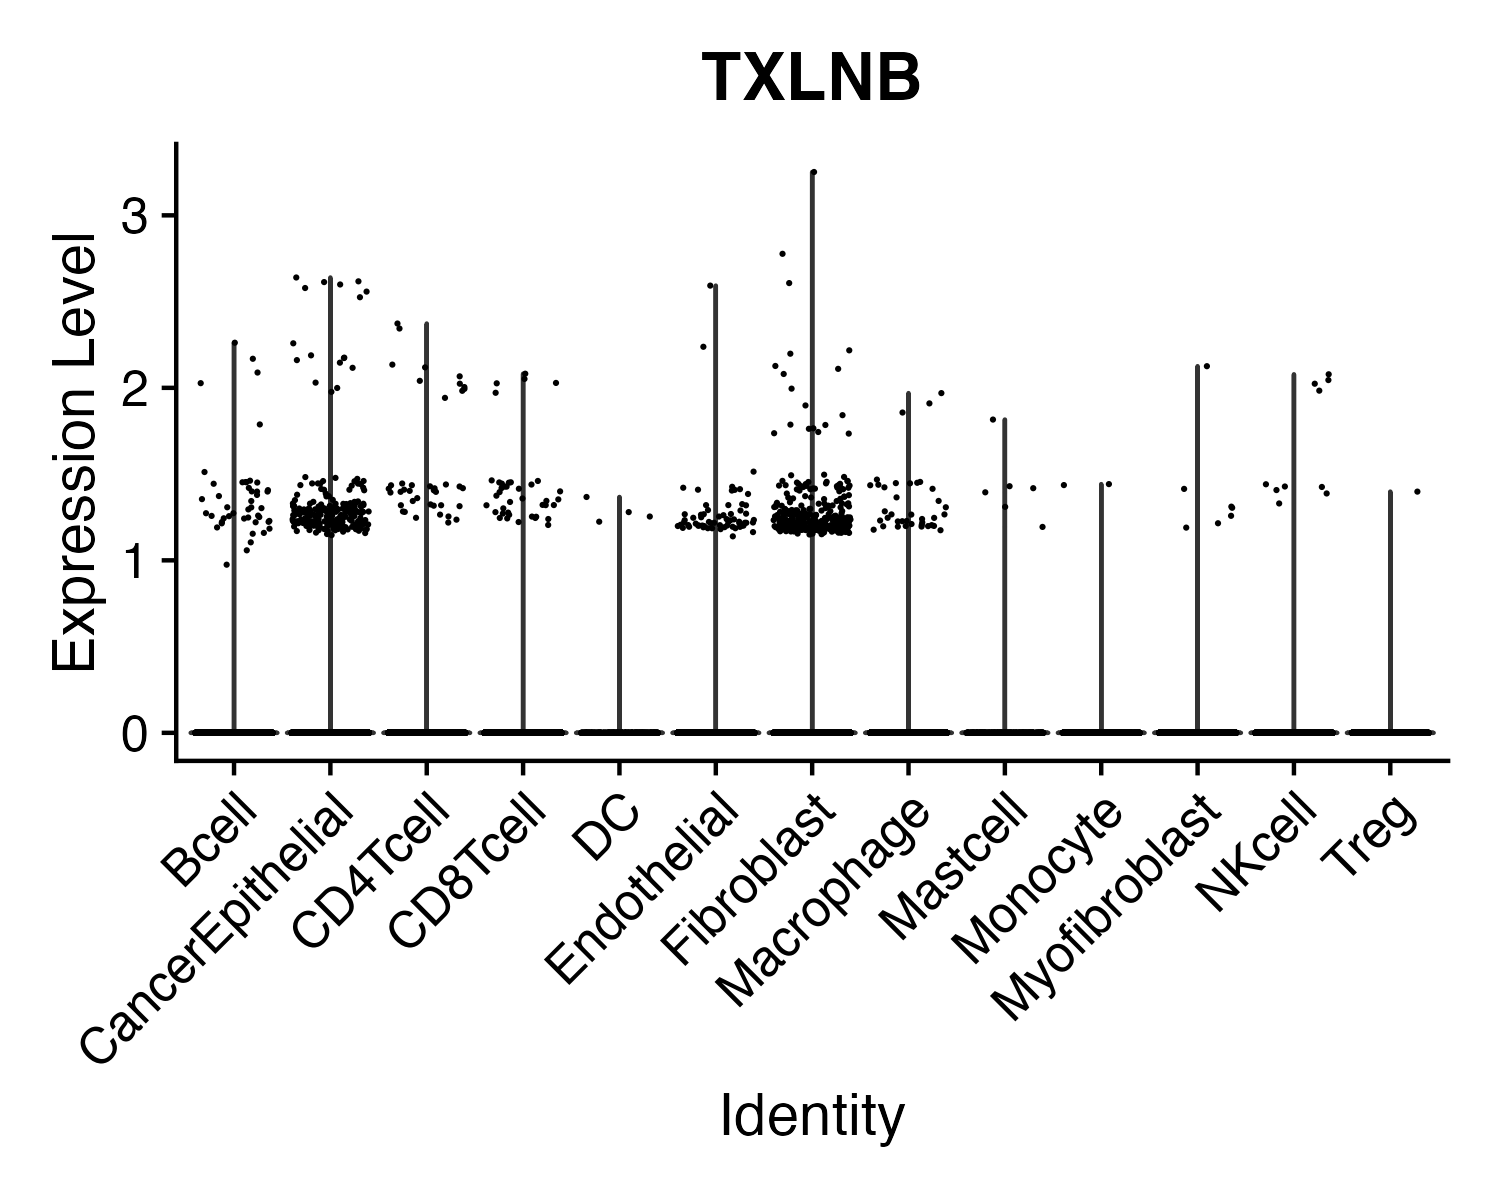 TXLNB
Expression Level
3
2
1
0
Bcell
CancerEpithelial
CD4Tcell
CD8Tcell
DC
Endothelial
Fibroblast
Macrophage
Mastcell
Monocyte
Myofibroblast
NKcell
Treg
Identity